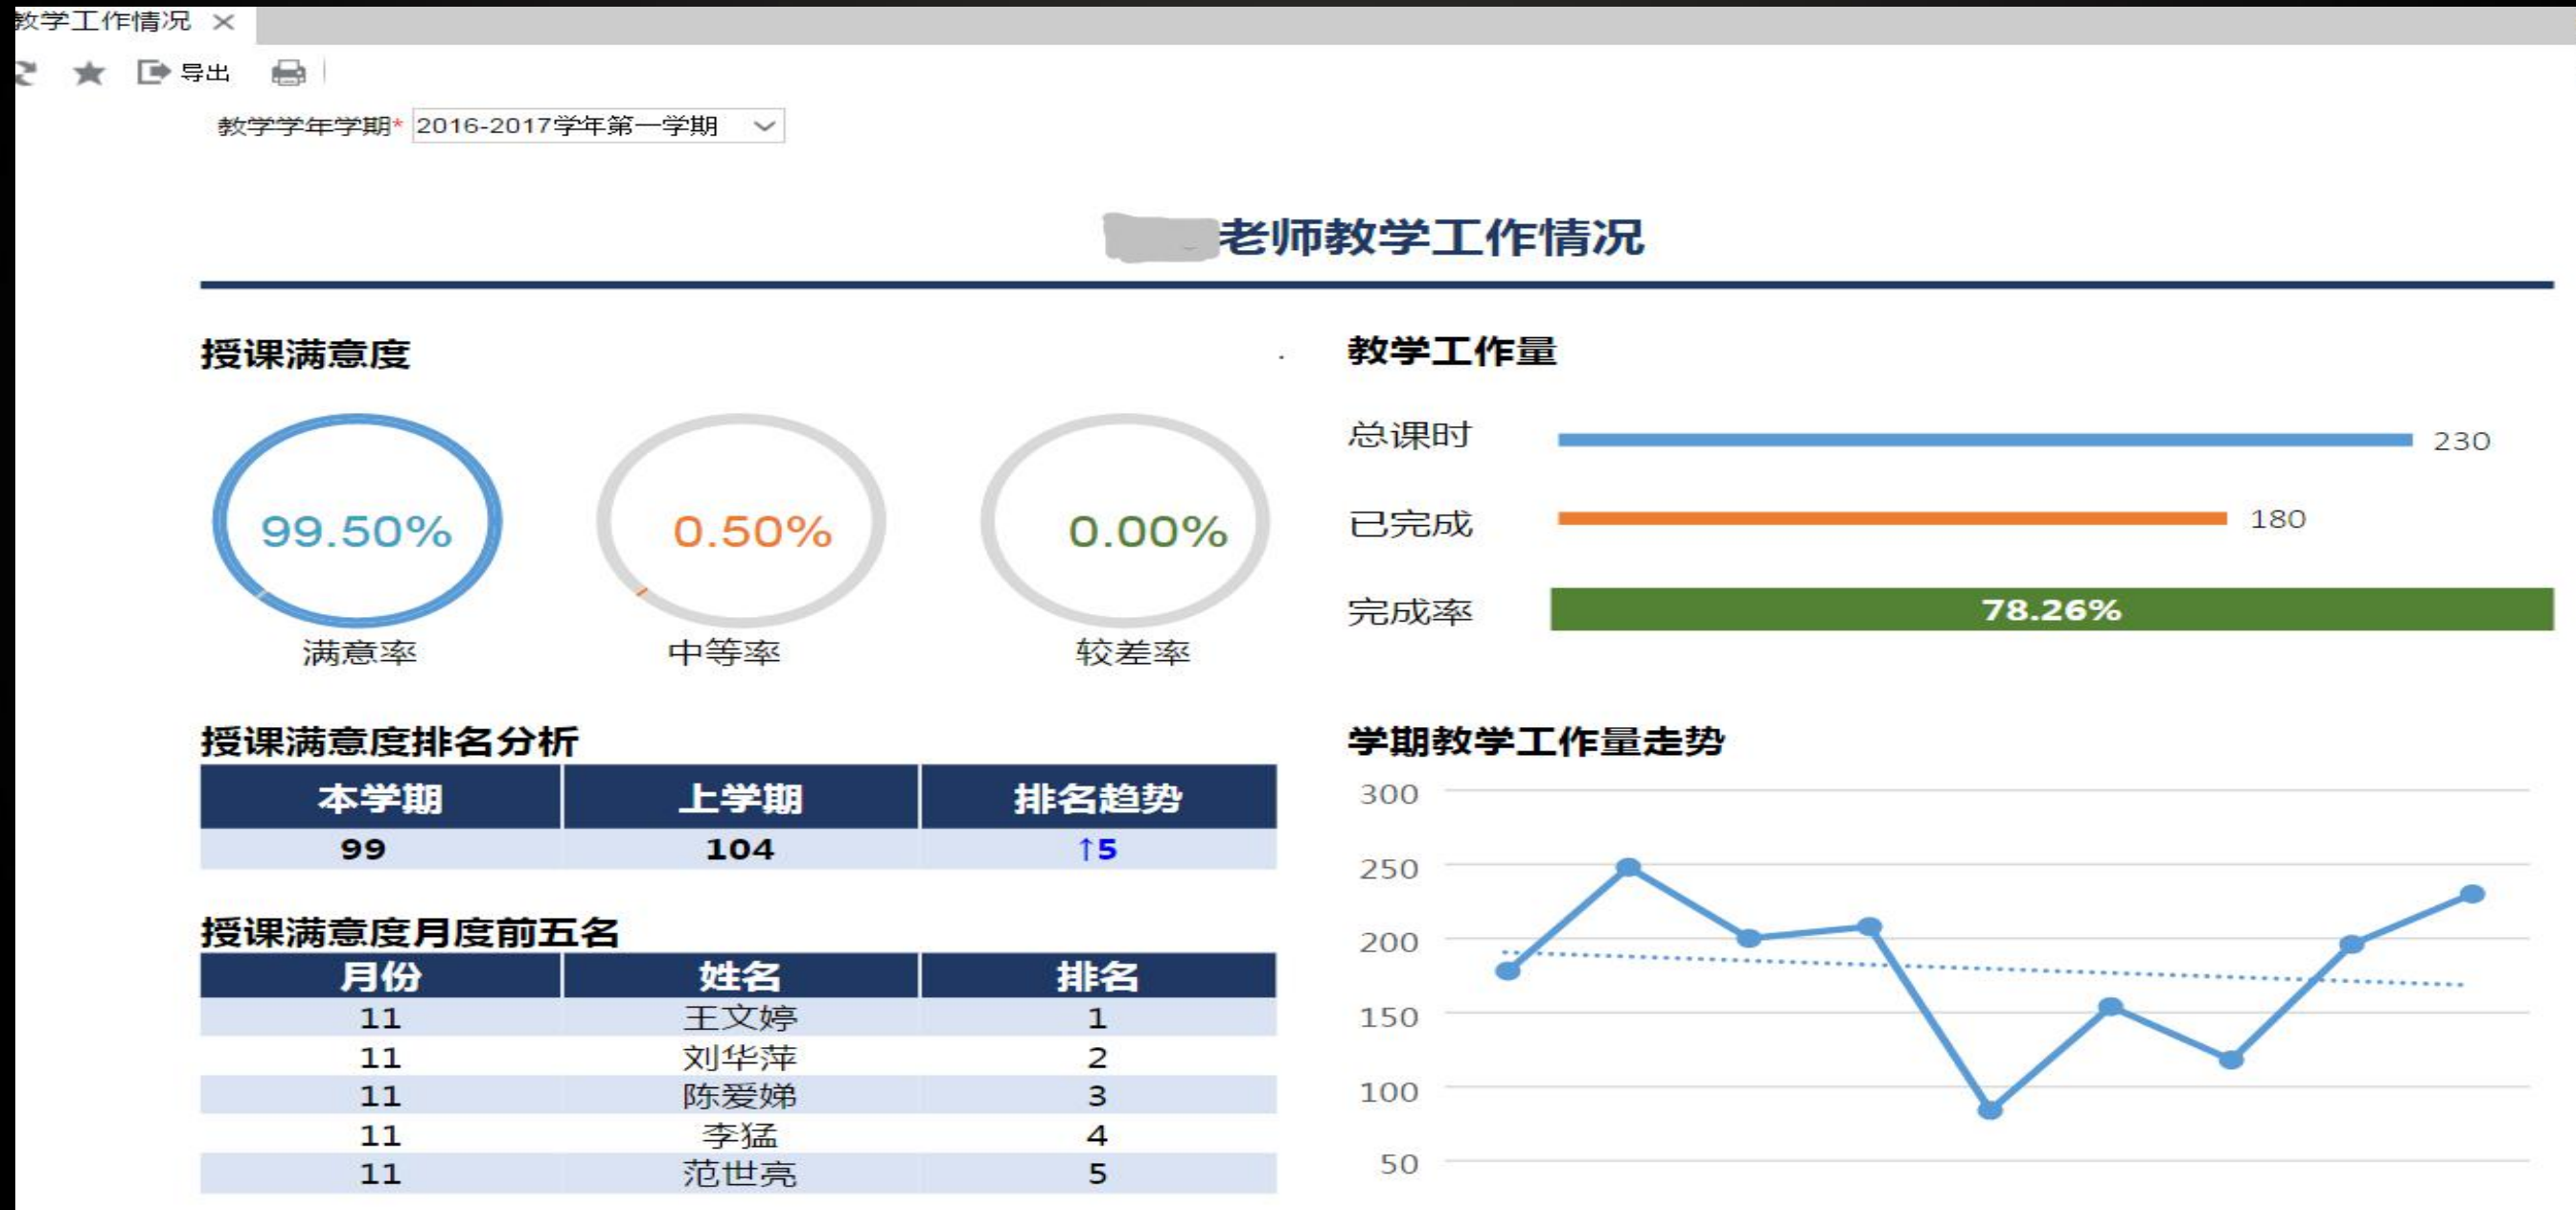 教学工作情况 ×
导出
教学学年学期* 2016-2017学年第一学期
老师教学工作情况
授课满意度
99.50% 0.50% 0.00%
满意率 中等率 较差率
教学工作量
总课时 230
已完成 180
完成率 78.26%
授课满意度排名分析
本学期 上学期 排名趋势
99 104 ↑5
授课满意度月度前五名
月份 姓名 排名
11 王文婷 1
11 刘华萍 2
11 陈爱娣 3
11 李猛 4
11 范世亮 5
学期教学工作量走势
300
250
200
150
100
50